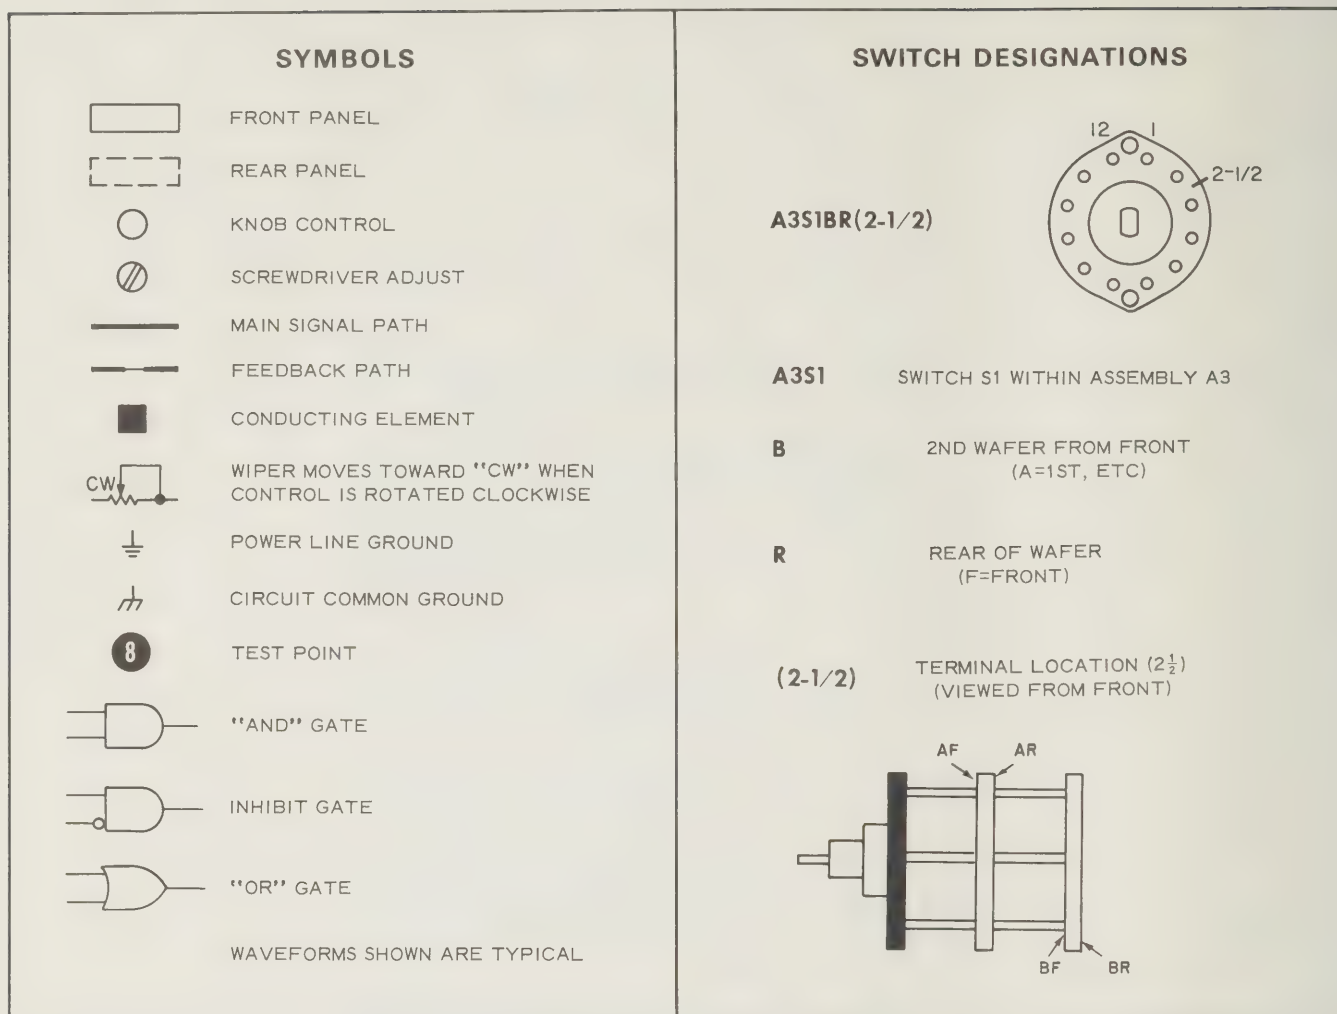 SYMBOLS
FRONT PANEL
REAR PANEL
KNOB CONTROL
SCREWDRIVER ADJUST
MAIN SIGNAL PATH
FEEDBACK PATH
CONDUCTING ELEMENT
CW
WIPER MOVES TOWARD "CW" WHEN
CONTROL IS ROTATED CLOCKWISE
POWER LINE GROUND
CIRCUIT COMMON GROUND
8
TEST POINT
"AND" GATE
INHIBIT GATE
"OR" GATE
WAVEFORMS SHOWN ARE TYPICAL
SWITCH DESIGNATIONS
12 1
2-1/2
A3S1BR(2-1/2)
A3S1 SWITCH S1 WITHIN ASSEMBLY A3
B 2ND WAFER FROM FRONT
(A=1ST, ETC)
R REAR OF WAFER
(F=FRONT)
(2-1/2) TERMINAL LOCATION (2½)
(VIEWED FROM FRONT)
AF AR
BF BR